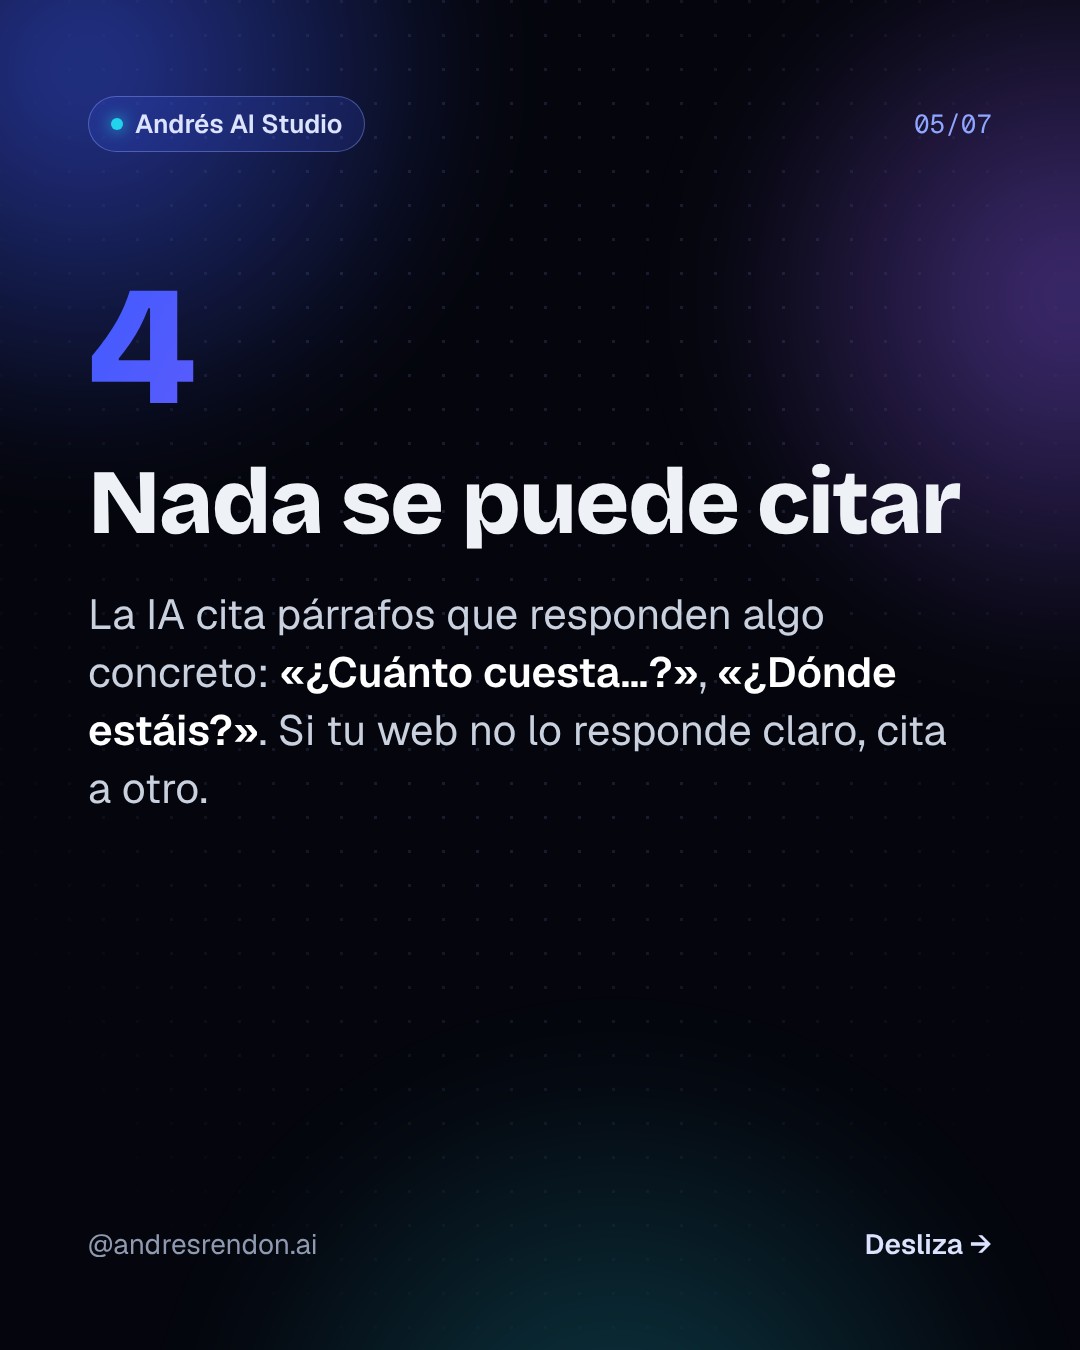 Andrés AI Studio
05/07
4
Nada se puede citar
La IA cita párrafos que responden algo
concreto: «¿Cuánto cuesta…?», «¿Dónde
estáis?». Si tu web no lo responde claro, cita
a otro.
@andresrendon.ai
Desliza →